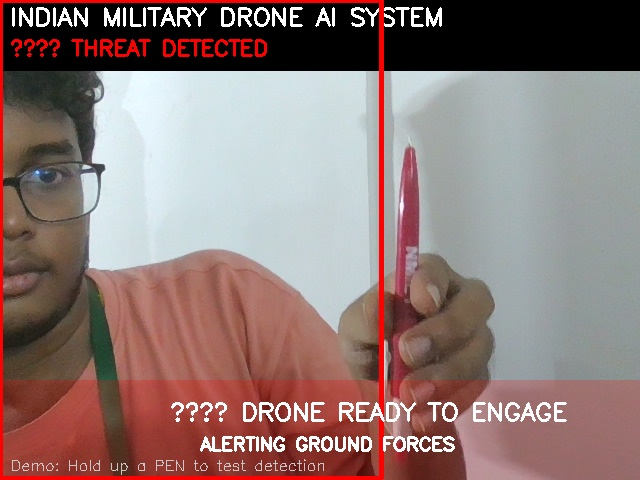 INDIAN MILITARY DRONE AI SYSTEM
???? THREAT DETECTED
???? DRONE READY TO ENGAGE
ALERTING GROUND FORCES
Demo: Hold up a PEN to test detection